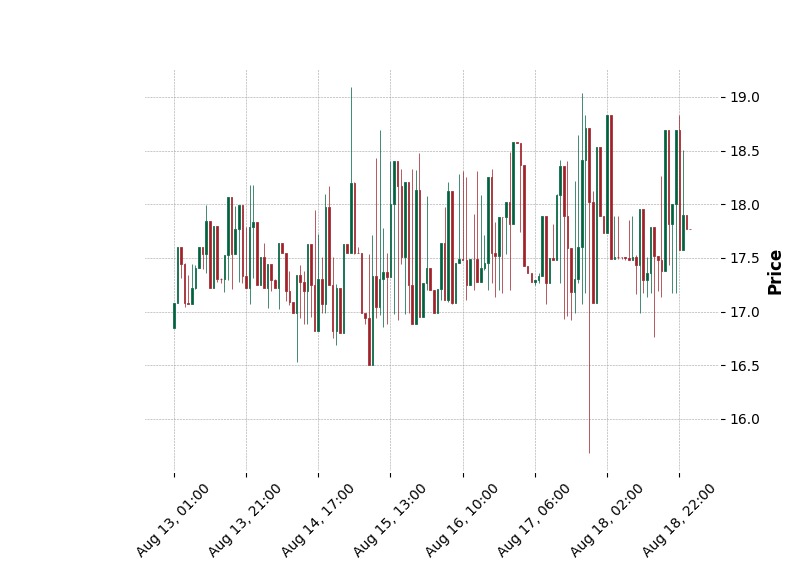 19.0
18.5
18.0
17.5
17.0
16.5
16.0
Price
Aug 13, 01:00
Aug 13, 21:00
Aug 14, 17:00
Aug 15, 13:00
Aug 16, 10:00
Aug 17, 06:00
Aug 18, 02:00
Aug 18, 22:00